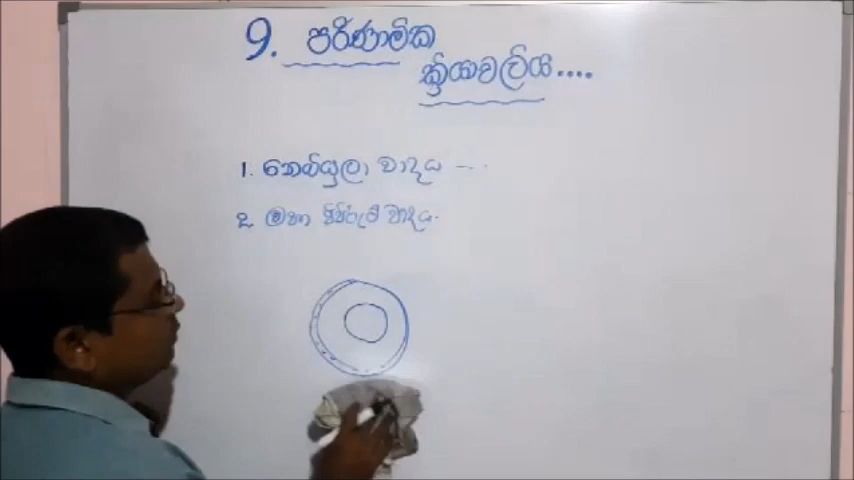 9. පරිණාමික
ක්‍රියාවලිය....
1. නෙබියුලා වාදය -..
2. මහා පිපිරුම් වාදය.